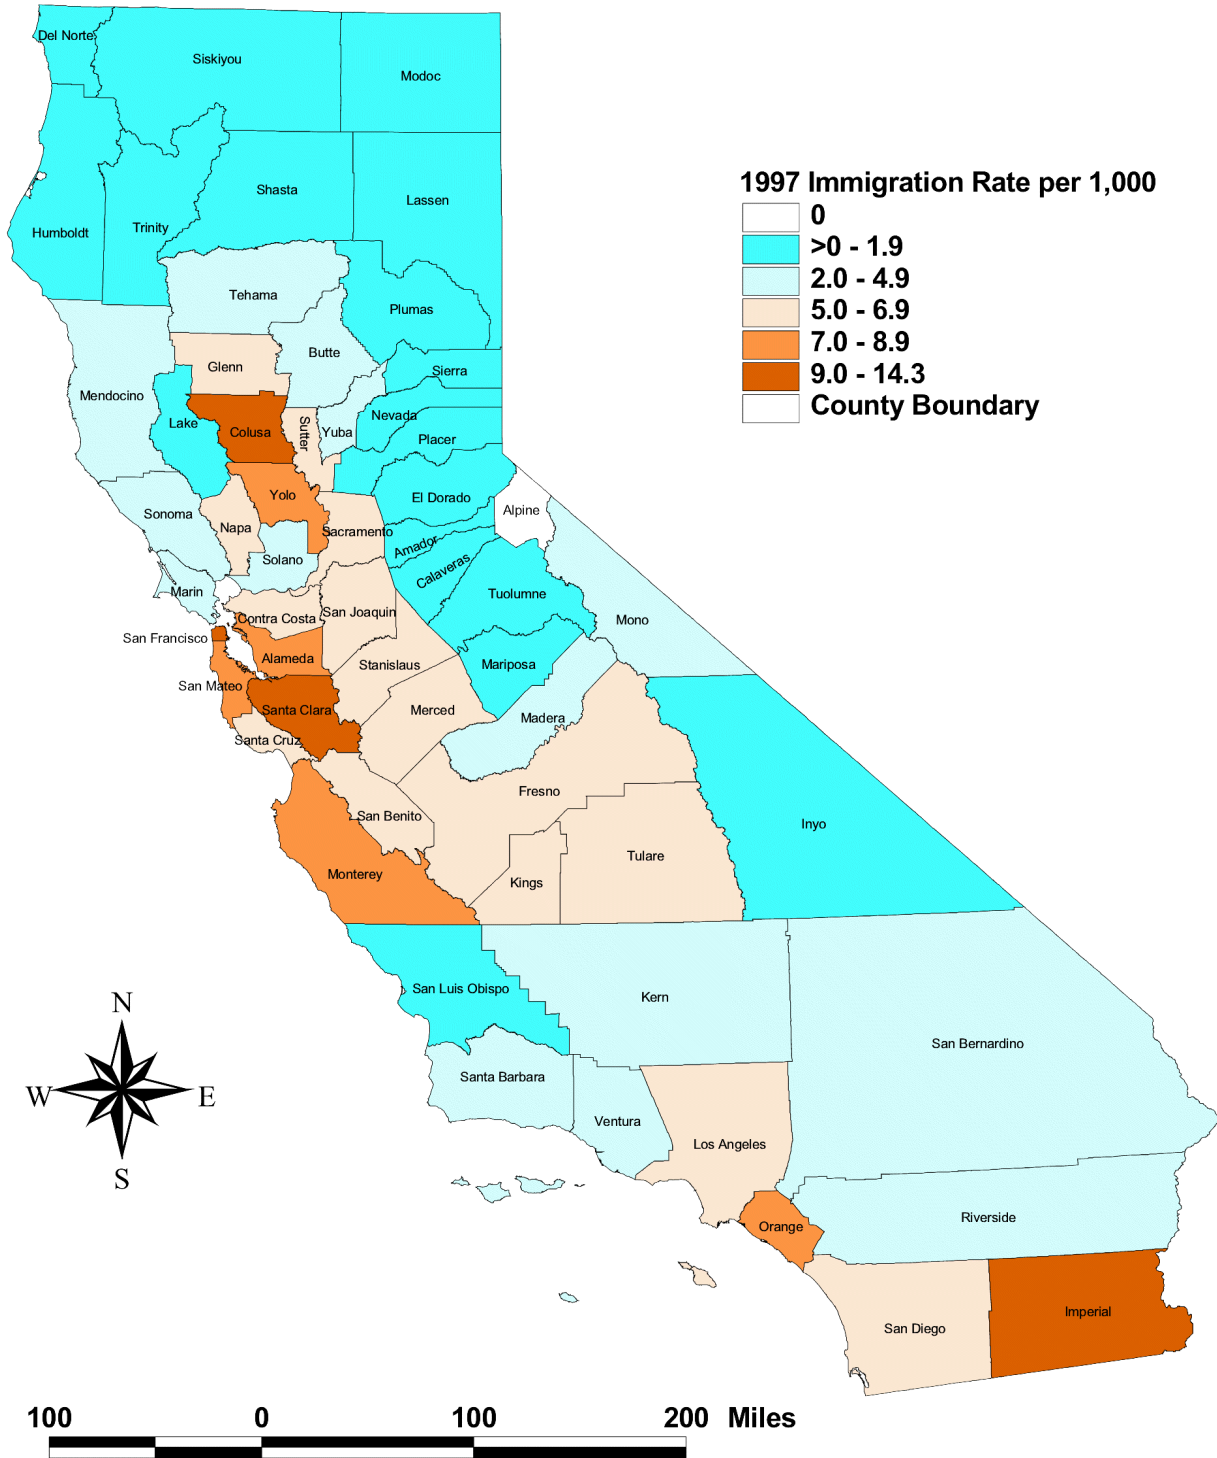 Del Norte
Siskiyou
Modoc
1997 Immigration Rate per 1,000
0
>0 - 1.9
2.0 - 4.9
5.0 - 6.9
7.0 - 8.9
9.0 - 14.3
County Boundary
Shasta
Lassen
Trinity
Humboldt
Tehama
Plumas
Butte
Glenn
Sierra
Mendocino
Nevada
Lake
Colusa
Sutter
Yuba
Placer
Yolo
El Dorado
Sonoma
Napa
Alpine
Sacramento
Amador
Solano
Calaveras
Marin
Tuolumne
San Joaquin
Contra Costa
Mono
San Francisco
Alameda
Stanislaus
Mariposa
San Mateo
Santa Clara
Merced
Madera
Santa Cruz
Fresno
San Benito
Inyo
Tulare
Monterey
Kings
San Luis Obispo
Kern
N
San Bernardino
Santa Barbara
W
E
Ventura
Los Angeles
S
Riverside
Orange
Imperial
San Diego
100 0 100 200 Miles